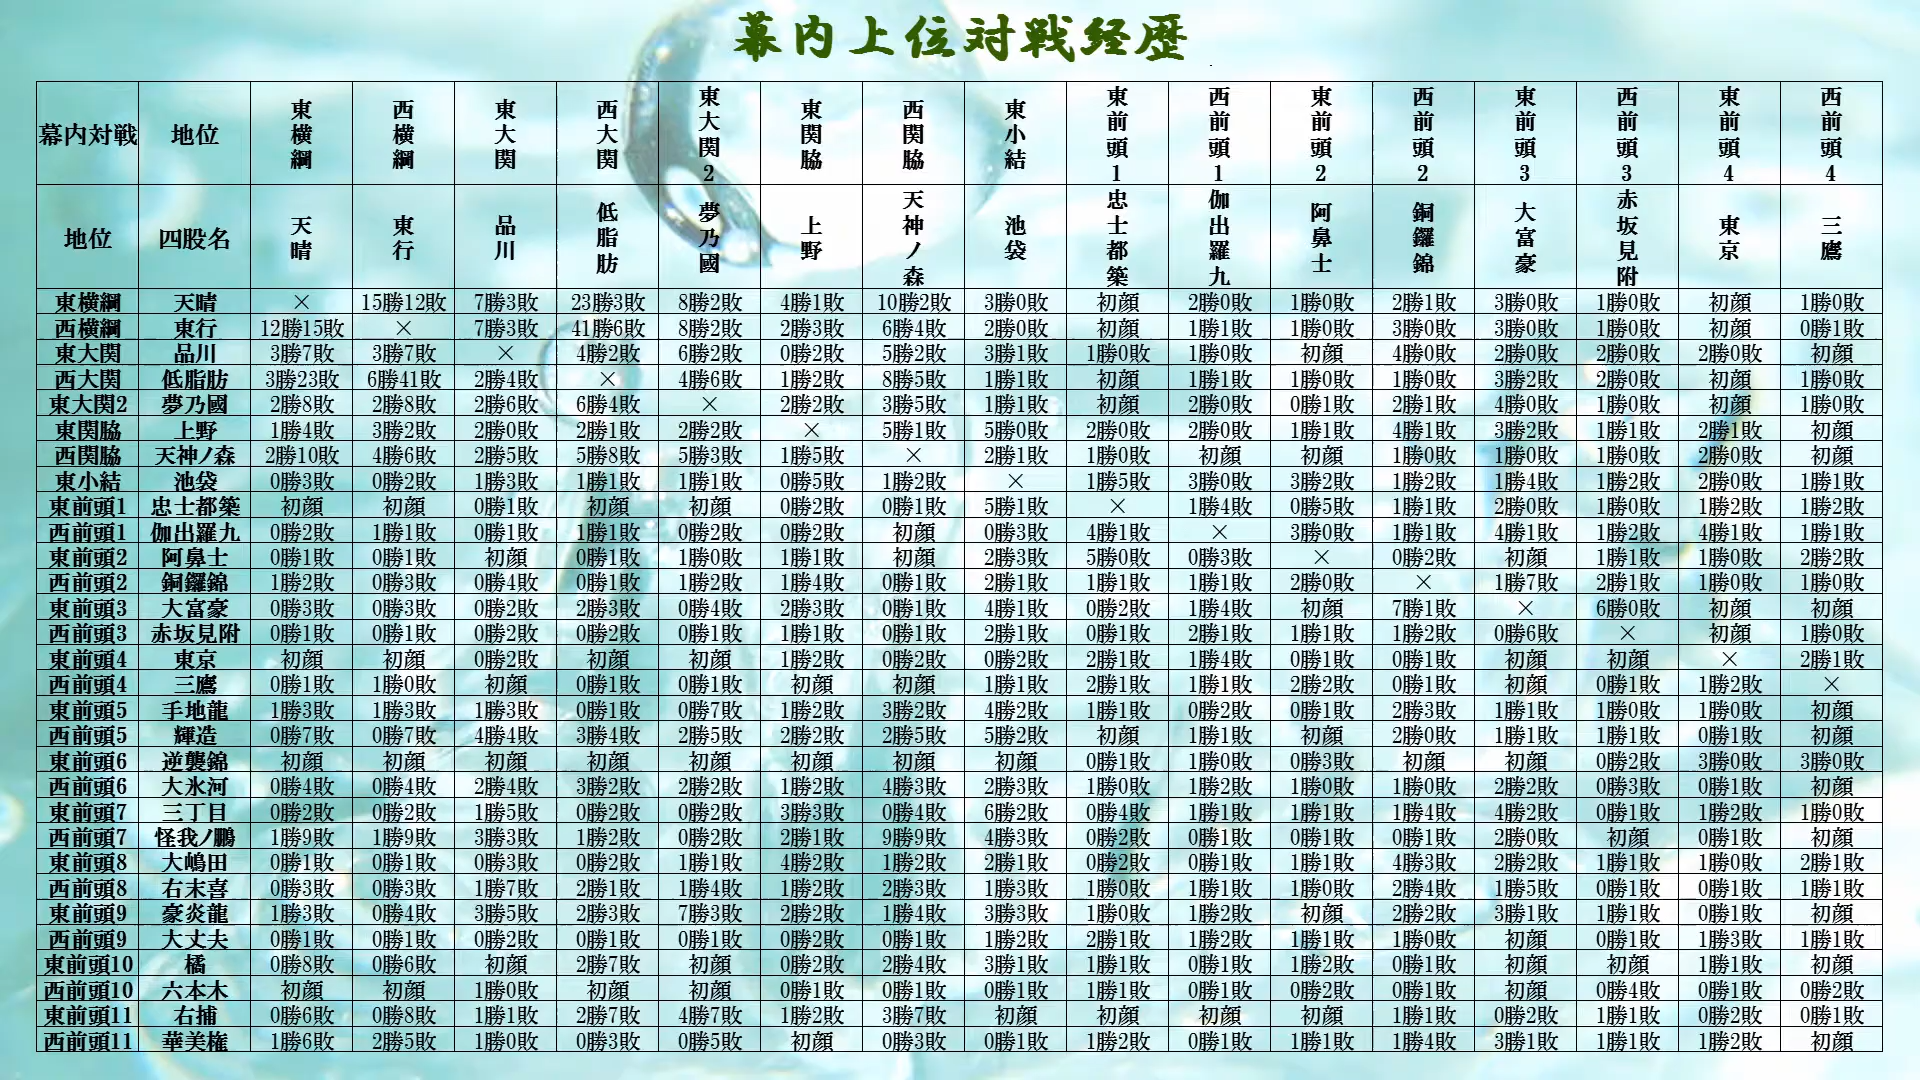 幕内上位対戦経歴
幕内対戦 地位 東横綱 西横綱 東大関 西大関 東大関2 東関脇 西関脇 東小結 東前頭1 西前頭1 東前頭2 西前頭2 東前頭3 西前頭3 東前頭4 西前頭4
地位 四股名 天晴 東行 品川 低脂肪 夢乃國 上野 天神ノ森 池袋 忠士都築 伽出羅九 阿鼻士 銅鑼錦 大富豪 赤坂見附 東京 三鷹
東横綱 天晴 × 15勝12敗 7勝3敗 23勝3敗 8勝2敗 4勝1敗 10勝2敗 3勝0敗 初顔 2勝0敗 1勝0敗 2勝1敗 3勝0敗 1勝0敗 初顔 1勝0敗
西横綱 東行 12勝15敗 × 7勝3敗 41勝6敗 8勝2敗 2勝3敗 6勝4敗 2勝0敗 初顔 1勝1敗 1勝0敗 3勝0敗 3勝0敗 1勝0敗 初顔 0勝1敗
東大関 品川 3勝7敗 3勝7敗 × 4勝2敗 6勝2敗 0勝2敗 5勝2敗 3勝1敗 1勝0敗 1勝0敗 初顔 4勝0敗 2勝0敗 2勝0敗 2勝0敗 初顔
西大関 低脂肪 3勝23敗 6勝41敗 2勝4敗 × 4勝6敗 1勝2敗 8勝5敗 1勝1敗 初顔 1勝1敗 1勝0敗 1勝0敗 3勝2敗 2勝0敗 初顔 1勝0敗
東大関2 夢乃國 2勝8敗 2勝8敗 2勝6敗 6勝4敗 × 2勝2敗 3勝5敗 1勝1敗 初顔 2勝0敗 0勝1敗 2勝1敗 4勝0敗 1勝0敗 初顔 1勝0敗
東関脇 上野 1勝4敗 3勝2敗 2勝0敗 2勝1敗 2勝2敗 × 5勝1敗 5勝0敗 2勝0敗 2勝0敗 1勝1敗 4勝1敗 3勝2敗 1勝1敗 2勝1敗 初顔
西関脇 天神ノ森 2勝10敗 4勝6敗 2勝5敗 5勝8敗 5勝3敗 1勝5敗 × 2勝1敗 1勝0敗 初顔 初顔 1勝0敗 1勝0敗 1勝0敗 2勝0敗 初顔
東小結 池袋 0勝3敗 0勝2敗 1勝3敗 1勝1敗 1勝1敗 0勝5敗 1勝2敗 × 1勝5敗 3勝0敗 3勝2敗 1勝2敗 1勝4敗 1勝2敗 2勝0敗 1勝1敗
東前頭1 忠士都築 初顔 初顔 0勝1敗 初顔 初顔 0勝2敗 0勝1敗 5勝1敗 × 1勝4敗 0勝5敗 1勝1敗 2勝0敗 1勝0敗 1勝2敗 1勝2敗
西前頭1 伽出羅九 0勝2敗 1勝1敗 0勝1敗 1勝1敗 0勝2敗 0勝2敗 初顔 0勝3敗 4勝1敗 × 3勝0敗 1勝1敗 4勝1敗 1勝2敗 4勝1敗 1勝1敗
東前頭2 阿鼻士 0勝1敗 0勝1敗 初顔 0勝1敗 1勝0敗 1勝1敗 初顔 2勝3敗 5勝0敗 0勝3敗 × 0勝2敗 初顔 1勝1敗 1勝0敗 2勝2敗
西前頭2 銅鑼錦 1勝2敗 0勝3敗 0勝4敗 0勝1敗 1勝2敗 1勝4敗 0勝1敗 2勝1敗 1勝1敗 1勝1敗 2勝0敗 × 1勝7敗 2勝1敗 1勝0敗 1勝0敗
東前頭3 大富豪 0勝3敗 0勝3敗 0勝2敗 2勝3敗 0勝4敗 2勝3敗 0勝1敗 4勝1敗 0勝2敗 1勝4敗 初顔 7勝1敗 × 6勝0敗 初顔 初顔
西前頭3 赤坂見附 0勝1敗 0勝1敗 0勝2敗 0勝2敗 0勝1敗 1勝1敗 0勝1敗 2勝1敗 0勝1敗 2勝1敗 1勝1敗 1勝2敗 0勝6敗 × 初顔 1勝0敗
東前頭4 東京 初顔 初顔 0勝2敗 初顔 初顔 1勝2敗 0勝2敗 0勝2敗 2勝1敗 1勝4敗 0勝1敗 0勝1敗 初顔 初顔 × 2勝1敗
西前頭4 三鷹 0勝1敗 1勝0敗 初顔 0勝1敗 0勝1敗 初顔 初顔 1勝1敗 2勝1敗 1勝1敗 2勝2敗 0勝1敗 初顔 0勝1敗 1勝2敗 ×
東前頭5 手地龍 1勝3敗 1勝3敗 1勝3敗 0勝1敗 0勝7敗 1勝2敗 3勝2敗 4勝2敗 1勝1敗 0勝2敗 0勝1敗 2勝3敗 1勝1敗 1勝0敗 1勝0敗 初顔
西前頭5 輝造 0勝7敗 0勝7敗 4勝4敗 3勝4敗 2勝5敗 2勝2敗 2勝5敗 5勝2敗 初顔 1勝1敗 初顔 2勝0敗 1勝1敗 1勝1敗 0勝1敗 初顔
東前頭6 逆襲錦 初顔 初顔 初顔 初顔 初顔 初顔 初顔 初顔 0勝1敗 1勝0敗 0勝3敗 初顔 初顔 0勝2敗 3勝0敗 3勝0敗
西前頭6 大氷河 0勝4敗 0勝4敗 2勝4敗 3勝2敗 2勝2敗 1勝2敗 4勝3敗 2勝3敗 1勝0敗 1勝2敗 1勝0敗 1勝0敗 2勝2敗 0勝3敗 0勝1敗 初顔
東前頭7 三丁目 0勝2敗 0勝2敗 1勝5敗 0勝2敗 0勝2敗 3勝3敗 0勝4敗 6勝2敗 0勝4敗 1勝1敗 1勝1敗 1勝4敗 4勝2敗 0勝1敗 1勝2敗 1勝0敗
西前頭7 怪我ノ鵬 1勝9敗 1勝9敗 3勝3敗 1勝2敗 0勝2敗 2勝1敗 9勝9敗 4勝3敗 0勝2敗 0勝1敗 0勝1敗 0勝1敗 2勝0敗 初顔 0勝1敗 初顔
東前頭8 大嶋田 0勝1敗 0勝1敗 0勝3敗 0勝2敗 1勝1敗 4勝2敗 1勝2敗 2勝1敗 0勝2敗 0勝1敗 1勝1敗 4勝3敗 2勝2敗 1勝1敗 1勝0敗 2勝1敗
西前頭8 右末喜 0勝3敗 0勝3敗 1勝7敗 2勝1敗 1勝4敗 1勝2敗 2勝3敗 1勝3敗 1勝0敗 1勝1敗 1勝0敗 2勝4敗 1勝5敗 0勝1敗 0勝1敗 1勝1敗
東前頭9 豪炎龍 1勝3敗 0勝4敗 3勝5敗 2勝3敗 7勝3敗 2勝2敗 1勝4敗 3勝3敗 1勝0敗 1勝2敗 初顔 2勝2敗 3勝1敗 1勝1敗 0勝1敗 初顔
西前頭9 大丈夫 0勝1敗 0勝1敗 0勝2敗 0勝1敗 0勝1敗 0勝2敗 0勝1敗 1勝2敗 2勝1敗 1勝2敗 1勝1敗 1勝0敗 初顔 0勝1敗 1勝3敗 1勝1敗
東前頭10 橘 0勝8敗 0勝6敗 初顔 2勝7敗 初顔 0勝2敗 2勝4敗 3勝1敗 1勝1敗 0勝1敗 1勝2敗 0勝1敗 初顔 初顔 1勝1敗 初顔
西前頭10 六本木 初顔 初顔 1勝0敗 初顔 初顔 0勝1敗 0勝1敗 0勝1敗 1勝1敗 0勝1敗 0勝2敗 0勝1敗 初顔 0勝4敗 0勝1敗 0勝2敗
東前頭11 右捕 0勝6敗 0勝8敗 1勝1敗 2勝7敗 4勝7敗 1勝2敗 3勝7敗 初顔 初顔 初顔 初顔 1勝1敗 0勝2敗 1勝1敗 0勝2敗 0勝1敗
西前頭11 華美権 1勝6敗 2勝5敗 1勝0敗 0勝3敗 0勝5敗 初顔 0勝3敗 0勝1敗 1勝2敗 0勝1敗 1勝1敗 1勝4敗 3勝1敗 1勝1敗 1勝2敗 初顔